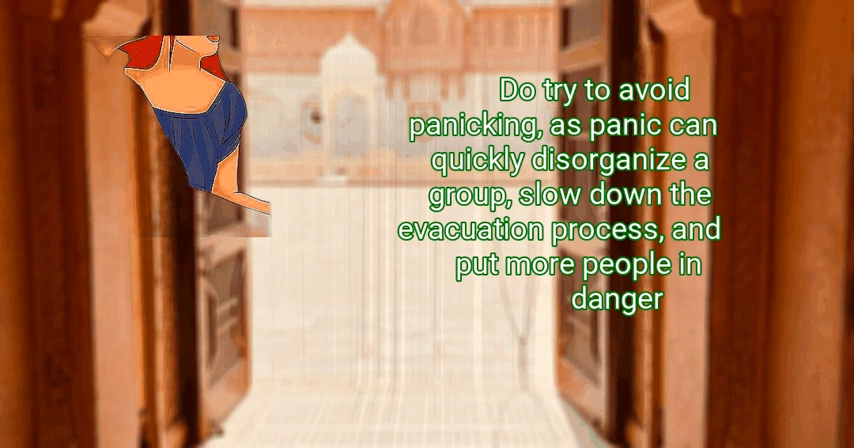 Do try to avoid
panicking, as panic can
quickly disorganize a
group, slow down the
evacuation process, and
put more people in
danger